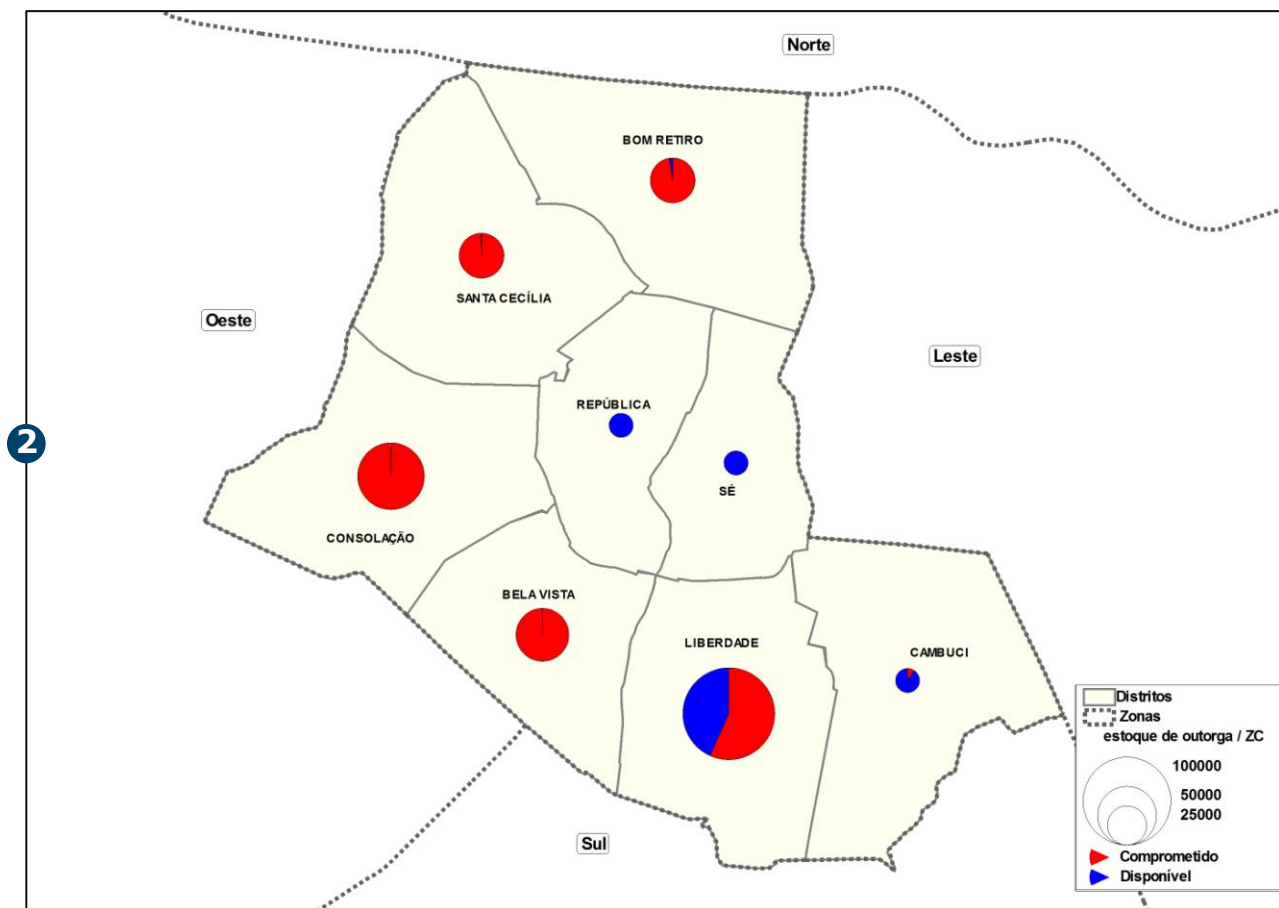 Norte
BOM RETIRO
SANTA CECÍLIA
Oeste
Leste
REPÚBLICA
2
SÉ
CONSOLAÇÃO
BELA VISTA
LIBERDADE
CAMBUCI
Distritos
Zonas
estoque de outorga / ZC
100000
50000
25000
Comprometido
Disponível
Sul